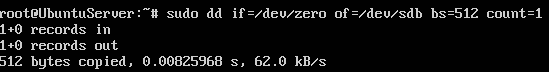 root@UbuntuServer:~# sudo dd if=/dev/zero of=/dev/sdb bs=512 count=1
1+0 records in
1+0 records out
512 bytes copied, 0.00825968 s, 62.0 kB/s